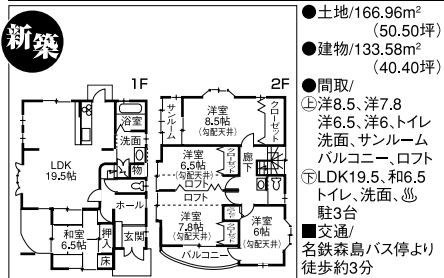 新築
1F
浴室
洗面
物
LDK
19.5帖
ホール
和室
6.5帖
押入
床
玄関
2F
サンルーム
洋室
8.5帖
(勾配天井)
クローゼット
洋室
6.5帖
(勾配天井)
クローゼット
廊下
ロフト
ロフト
洋室
7.8帖
(勾配天井)
洋室
6帖
(勾配天井)
バルコニー
●土地/166.96m²
(50.50坪)
●建物/133.58m²
(40.40坪)
●間取/
㊤洋8.5、洋7.8
洋6.5、洋6、トイレ
洗面、サンルーム
バルコニー、ロフト
㊦LDK19.5、和6.5
トイレ、洗面、♨
駐3台
■交通/
名鉄森島バス停より
徒歩約3分